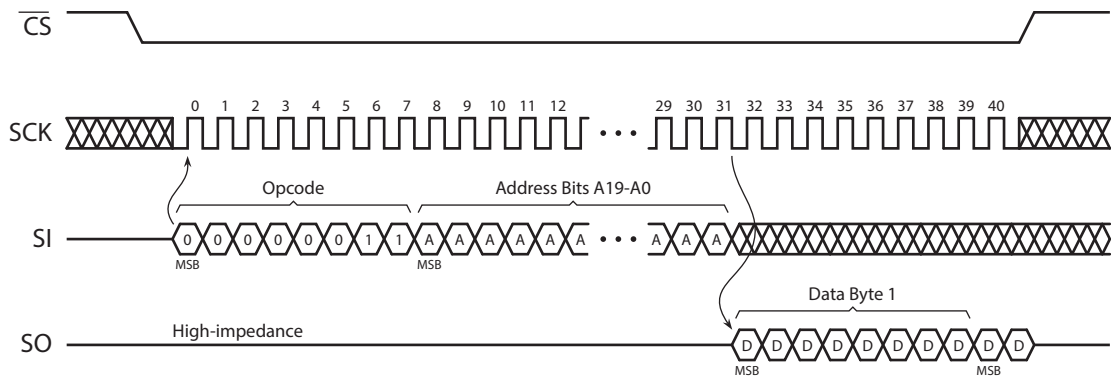 CS
0 1 2 3 4 5 6 7 8 9 10 11 12 29 30 31 32 33 34 35 36 37 38 39 40
SCK
Opcode Address Bits A19-A0
SI 0 0 0 0 0 0 1 1 A A A A A A A A A
MSB MSB
Data Byte 1
High-impedance
SO D D D D D D D D D D
MSB MSB